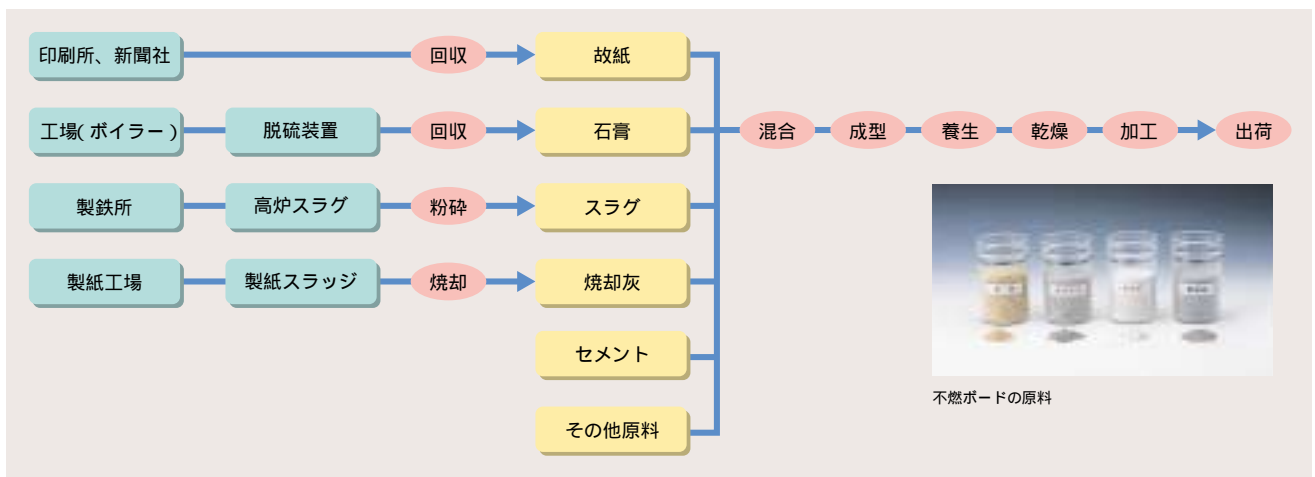 印刷所、新聞社
回収
故紙
工場(ボイラー)
脱硫装置
回収
石膏
混合
成型
養生
乾燥
加工
出荷
製鉄所
高炉スラグ
粉砕
スラグ
製紙工場
製紙スラッジ
焼却
焼却灰
セメント
その他原料
不燃ボードの原料